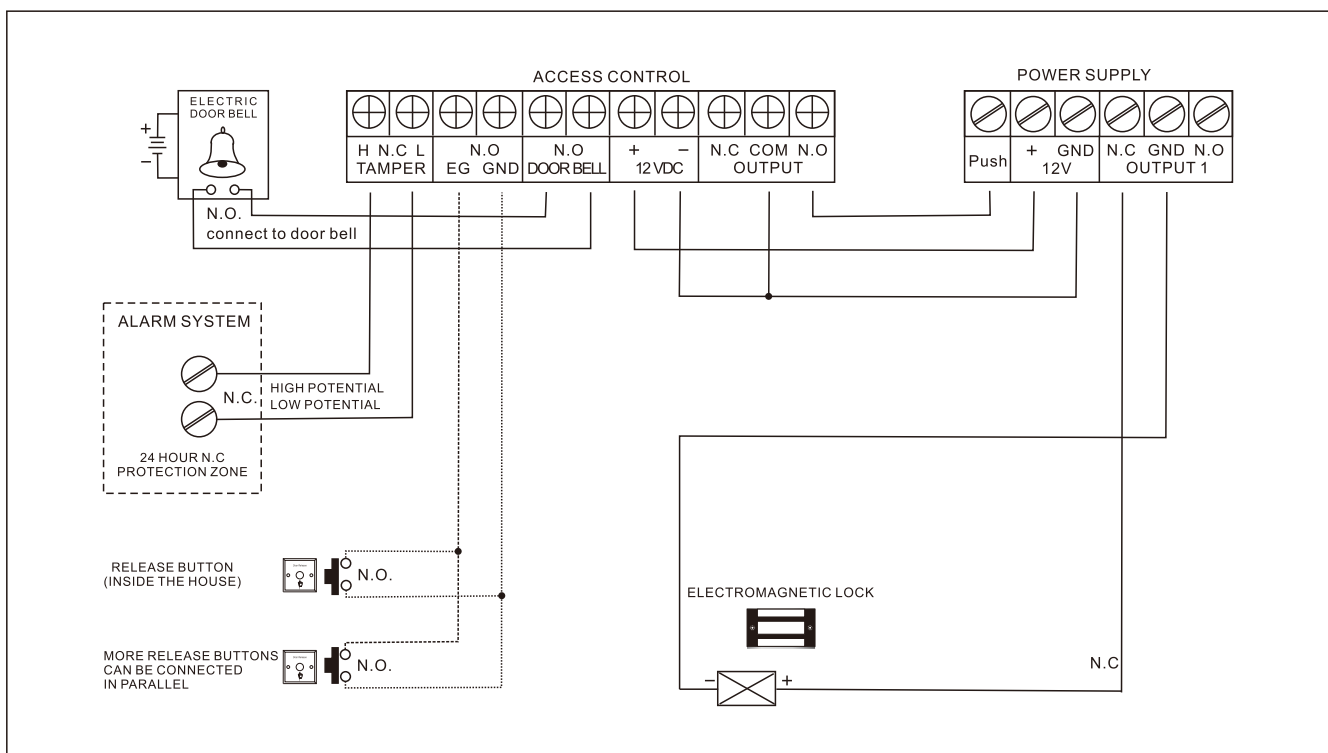 ACCESS CONTROL
POWER SUPPLY
ELECTRIC
DOOR BELL
+
−
H N.C L
TAMPER
N.O
EG GND
N.O
DOOR BELL
+ −
12 VDC
N.C COM N.O
OUTPUT
Push
+ GND
12V
N.C GND N.O
OUTPUT 1
N.O.
connect to door bell
ALARM SYSTEM
N.C.
HIGH POTENTIAL
LOW POTENTIAL
24 HOUR N.C
PROTECTION ZONE
RELEASE BUTTON
(INSIDE THE HOUSE)
N.O.
MORE RELEASE BUTTONS
CAN BE CONNECTED
IN PARALLEL
N.O.
ELECTROMAGNETIC LOCK
N.C
− +